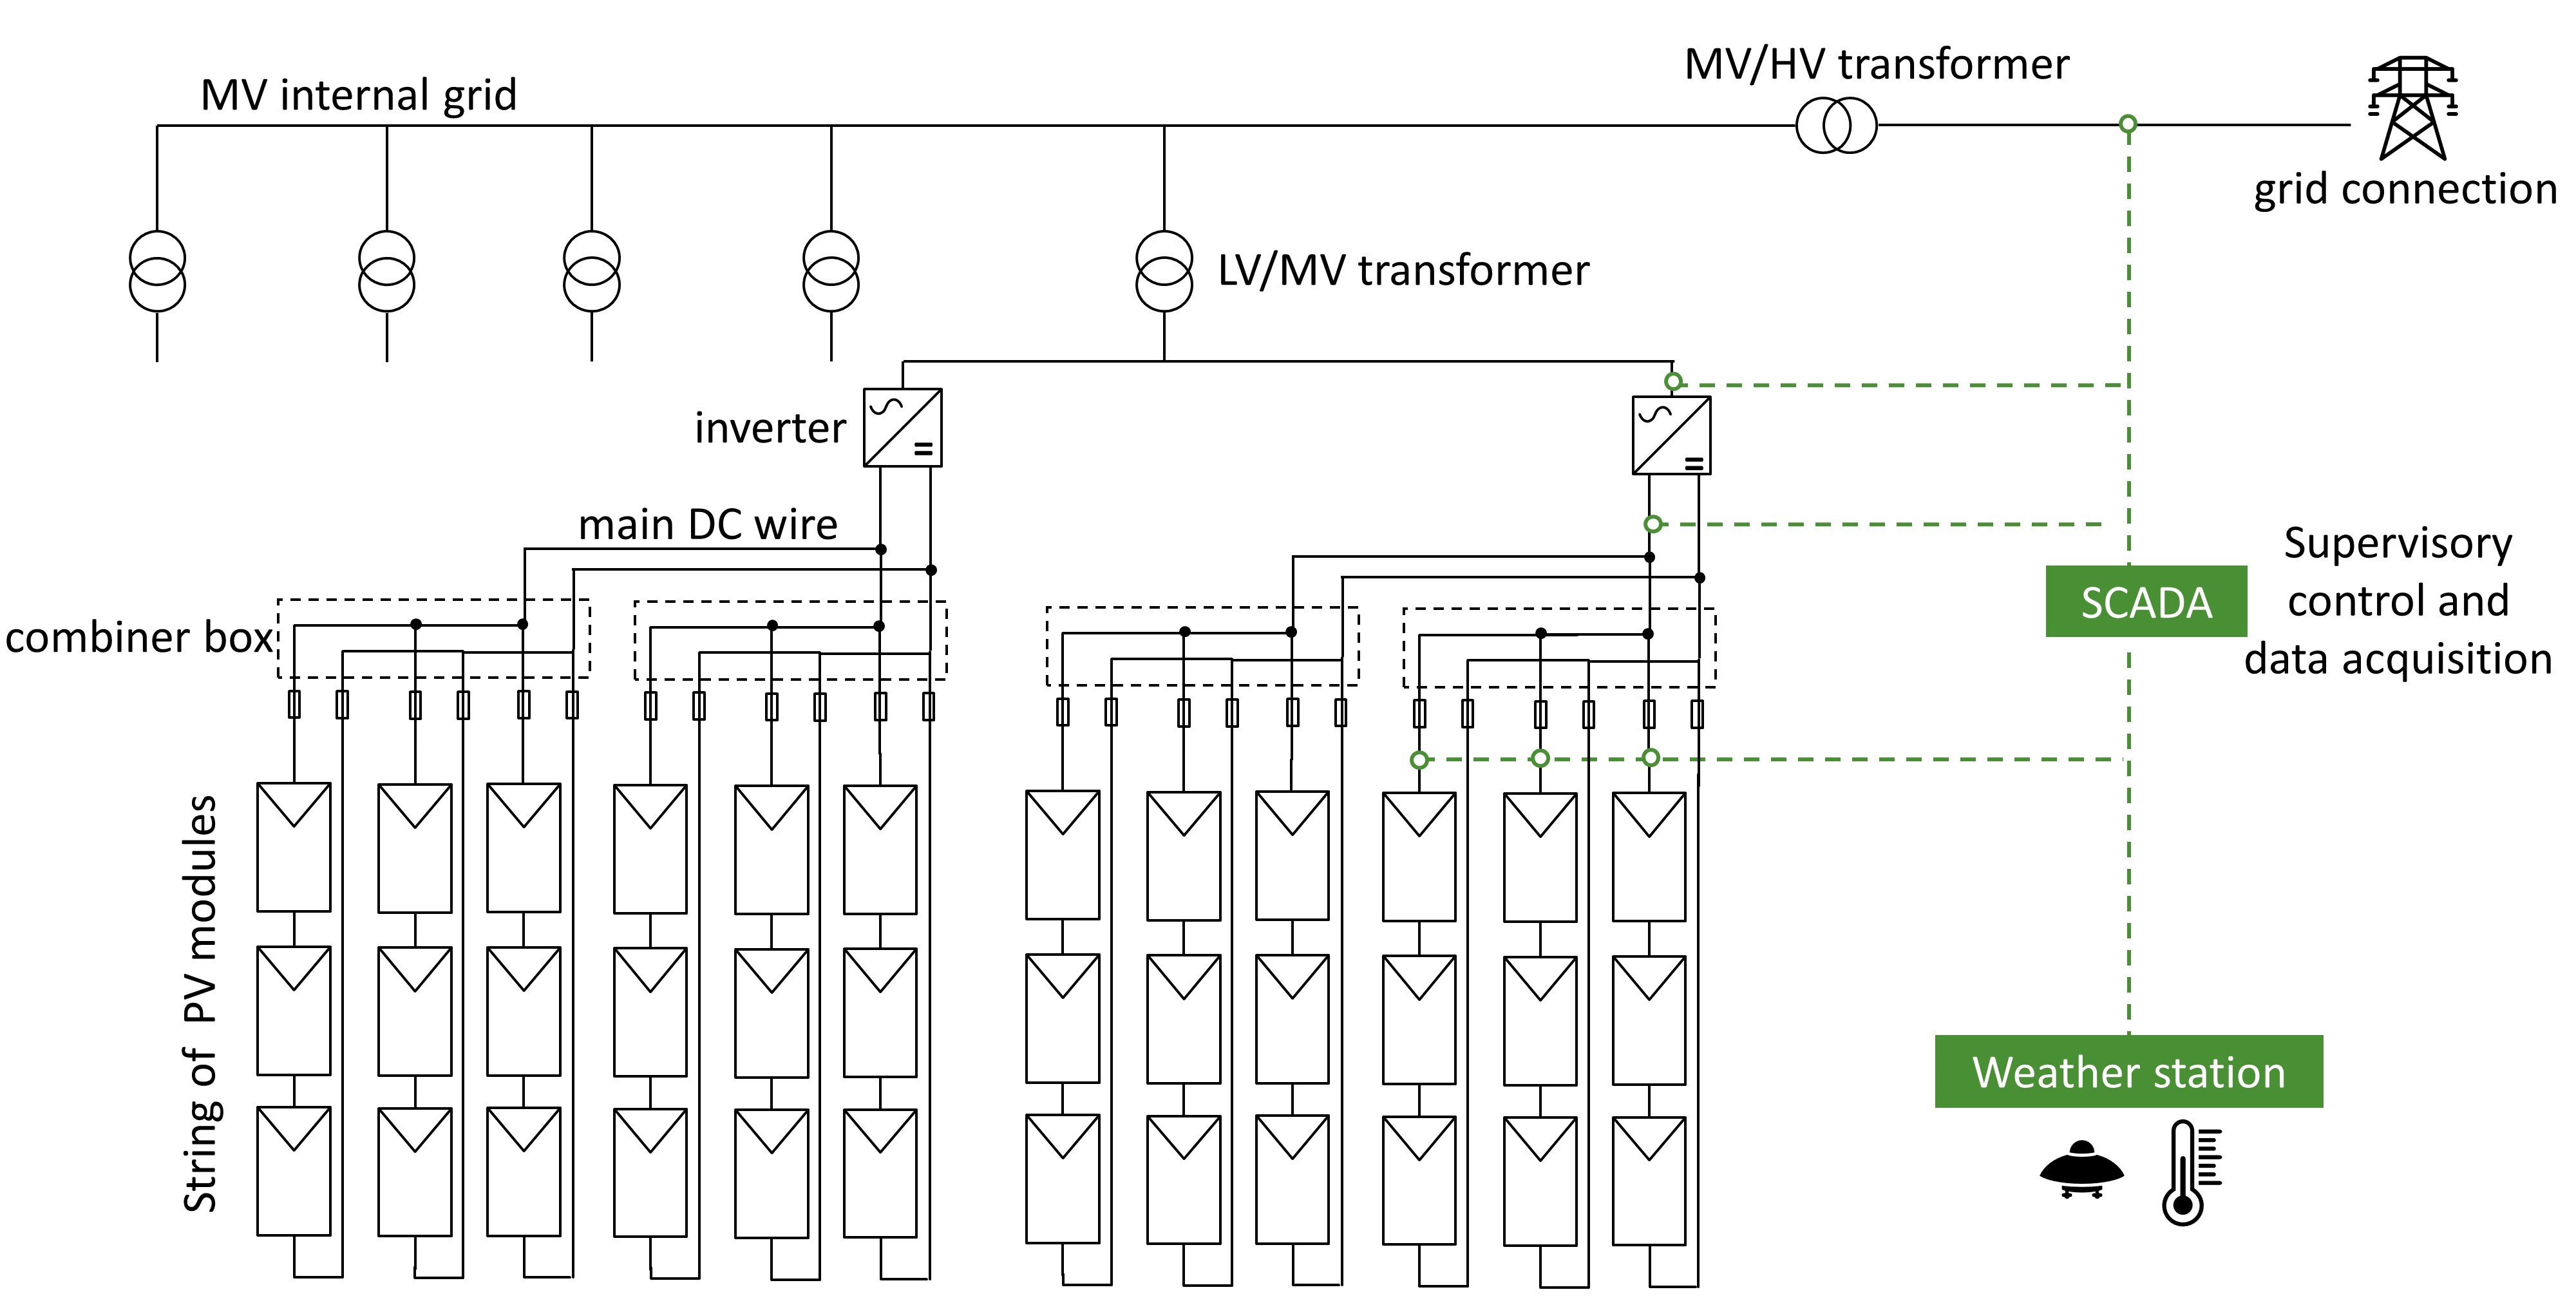 MV/HV transformer
MV internal grid
grid connection
LV/MV transformer
inverter
main DC wire
Supervisory
control and
data acquisition
SCADA
combiner box
String of PV modules
Weather station